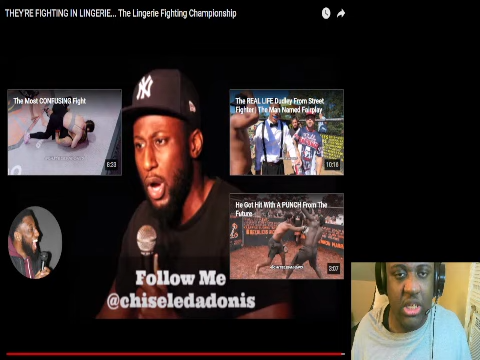 THEY'RE FIGHTING IN LINGERIE... The Lingerie Fighting Championship
The Most CONFUSING Fight
8:23
The REAL LIFE Dudley From Street
Fighter | The Man Named Fairplay
10:16
He Got Hit With A PUNCH From The
Future
3:07
Follow Me
@chiseledadonis